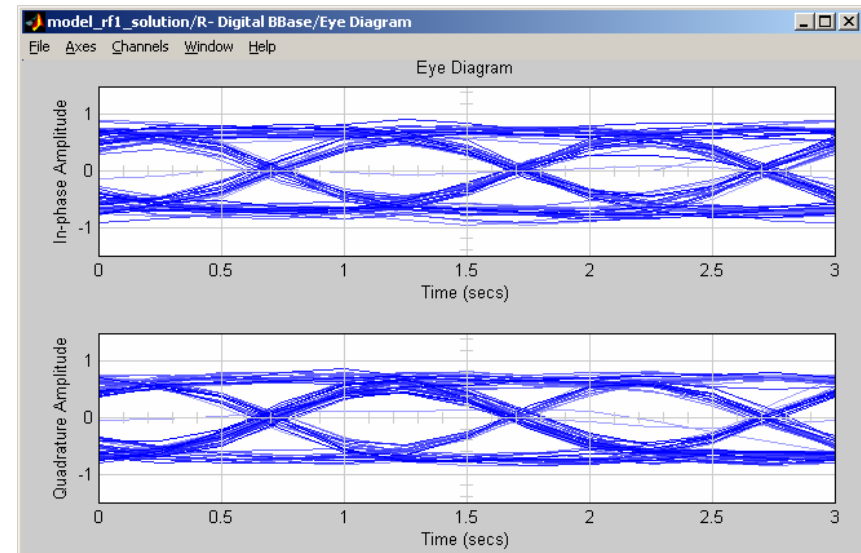 model_rf1_solution/R- Digital BBase/Eye Diagram
File Axes Channels Window Help
Eye Diagram
In-phase Amplitude
1
0
-1
0 0.5 1 1.5 2 2.5 3
Time (secs)
Quadrature Amplitude
1
0
-1
0 0.5 1 1.5 2 2.5 3
Time (secs)